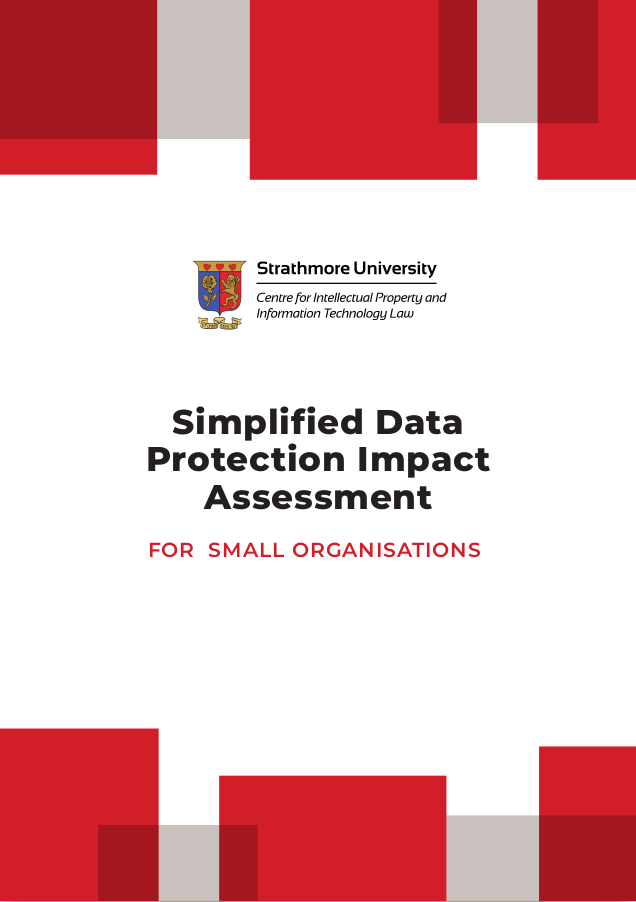 Strathmore University
Centre for Intellectual Property and
Information Technology Law
Simplified Data
Protection Impact
Assessment
FOR SMALL ORGANISATIONS